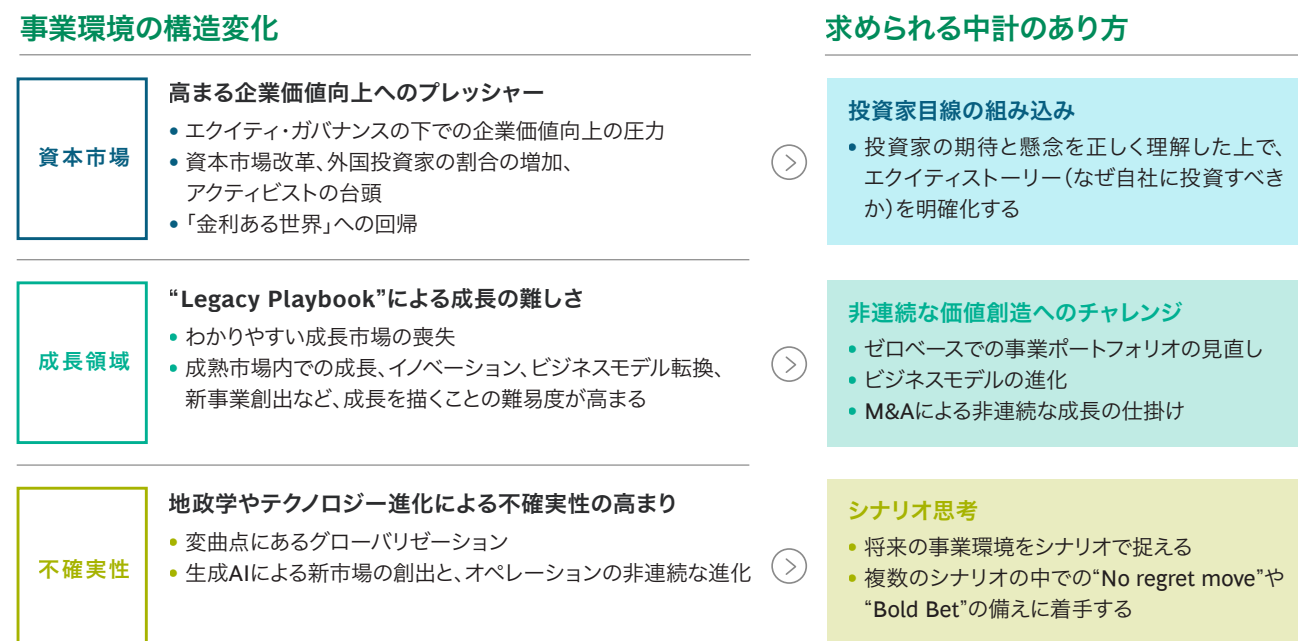 事業環境の構造変化
求められる中計のあり方
資本市場
高まる企業価値向上へのプレッシャー
• エクイティ・ガバナンスの下での企業価値向上の圧力
• 資本市場改革、外国投資家の割合の増加、
アクティビストの台頭
• 「金利ある世界」への回帰
投資家目線の組み込み
• 投資家の期待と懸念を正しく理解した上で、
エクイティストーリー（なぜ自社に投資すべき
か）を明確化する
成長領域
“Legacy Playbook”による成長の難しさ
• わかりやすい成長市場の喪失
• 成熟市場内での成長、イノベーション、ビジネスモデル転換、
新事業創出など、成長を描くことの難易度が高まる
非連続な価値創造へのチャレンジ
• ゼロベースでの事業ポートフォリオの見直し
• ビジネスモデルの進化
• M&Aによる非連続な成長の仕掛け
不確実性
地政学やテクノロジー進化による不確実性の高まり
• 変曲点にあるグローバリゼーション
• 生成AIによる新市場の創出と、オペレーションの非連続な進化
シナリオ思考
• 将来の事業環境をシナリオで捉える
• 複数のシナリオの中での“No regret move”や
“Bold Bet”の備えに着手する